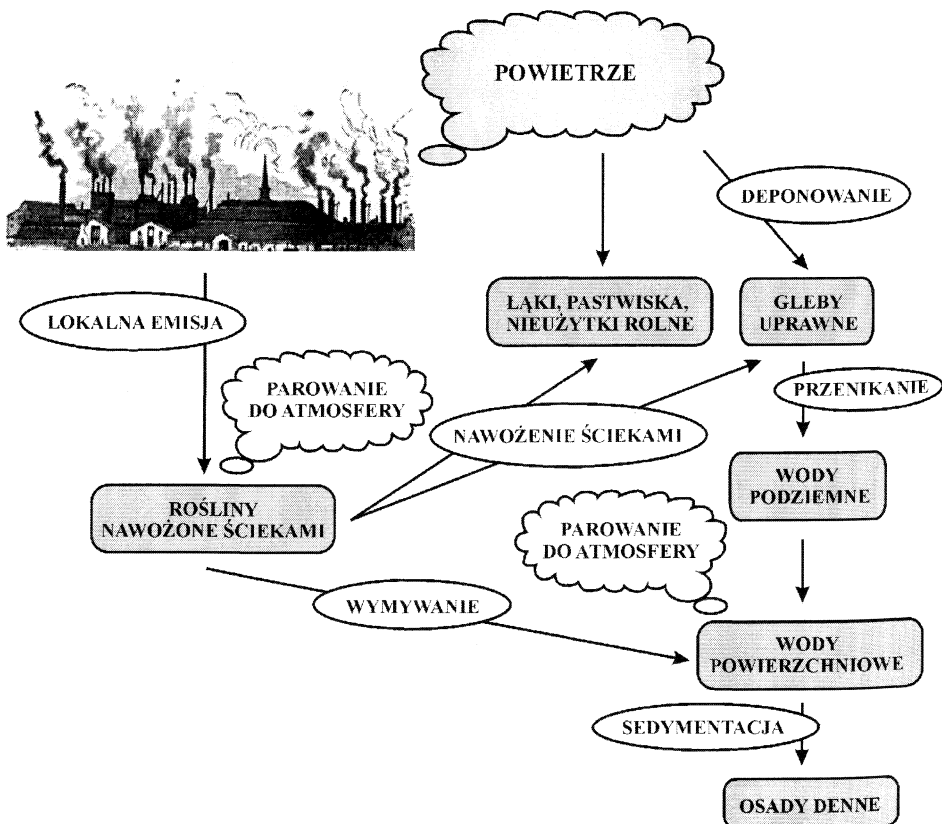 POWIETRZE
DEPONOWANIE
ŁĄKI, PASTWISKA,
NIEUŻYTKI ROLNE
GLEBY
UPRAWNE
LOKALNA EMISJA
PAROWANIE
DO ATMOSFERY
PRZENIKANIE
NAWOŻENIE ŚCIEKAMI
WODY
PODZIEMNE
ROŚLINY
NAWOŻONE ŚCIEKAMI
PAROWANIE
DO ATMOSFERY
WYMYWANIE
WODY
POWIERZCHNIOWE
SEDYMENTACJA
OSADY DENNE